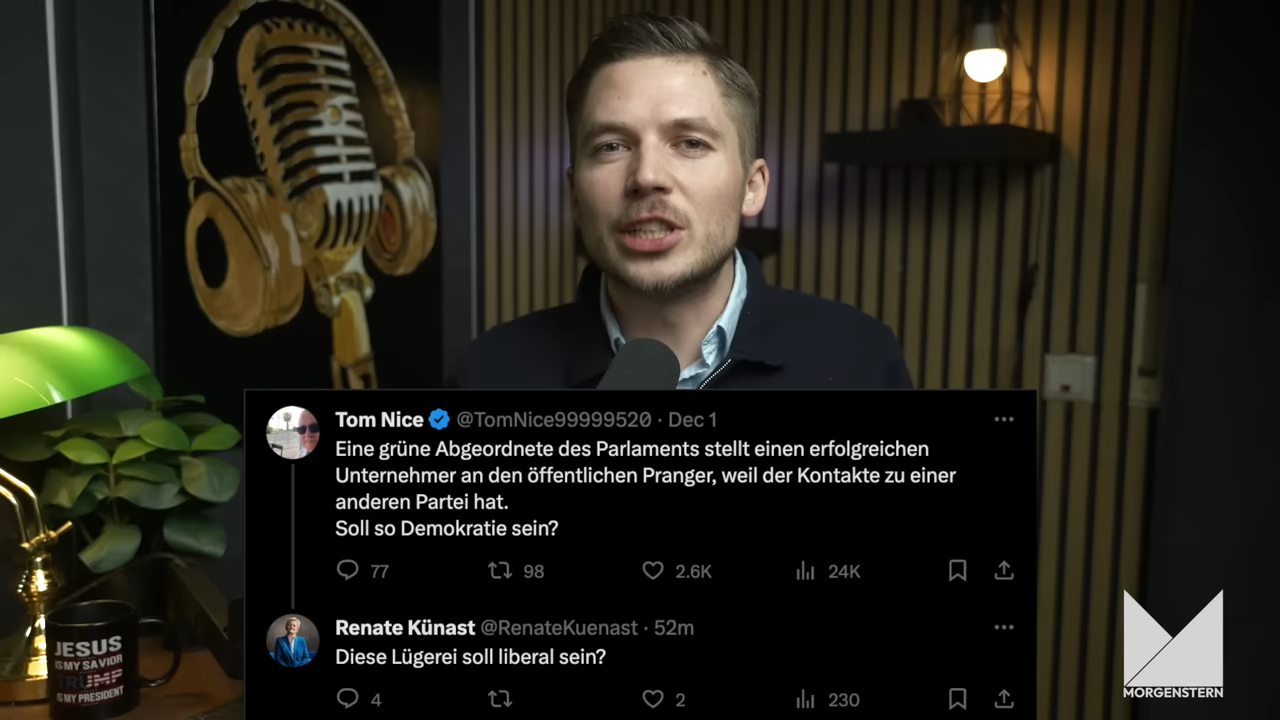 Tom Nice @TomNice99999520 · Dec 1
Eine grüne Abgeordnete des Parlaments stellt einen erfolgreichen
Unternehmer an den öffentlichen Pranger, weil der Kontakte zu einer
anderen Partei hat.
Soll so Demokratie sein?
77 98 2.6K 24K
Renate Künast @RenateKuenast · 52m
Diese Lügerei soll liberal sein?
4 2 230
JESUS
IS MY SAVIOR
TRUMP
IS MY PRESIDENT
MORGENSTERN